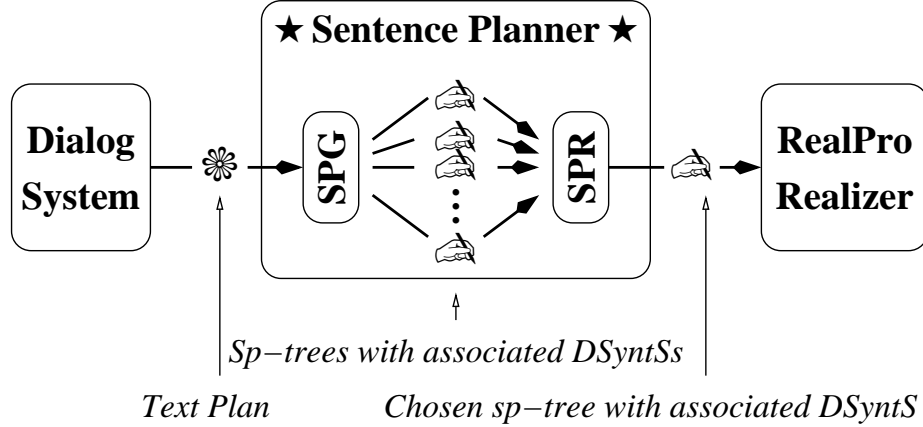 ★ Sentence Planner ★
Dialog
System
SPG
SPR
RealPro
Realizer
Sp−trees with associated DSyntSs
Text Plan
Chosen sp−tree with associated DSyntS